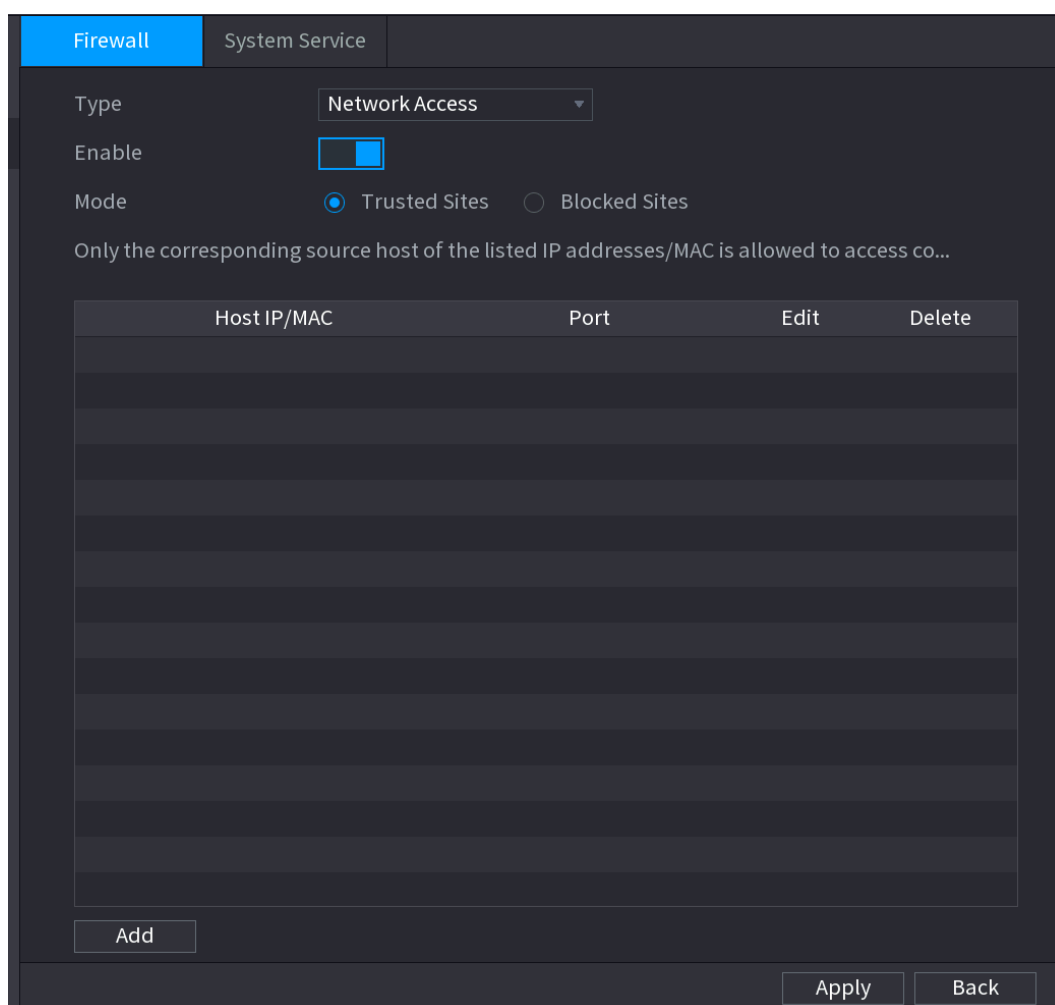 Firewall System Service
Type Network Access
Enable
Mode Trusted Sites Blocked Sites
Only the corresponding source host of the listed IP addresses/MAC is allowed to access co...
Host IP/MAC Port Edit Delete
Add
Apply Back